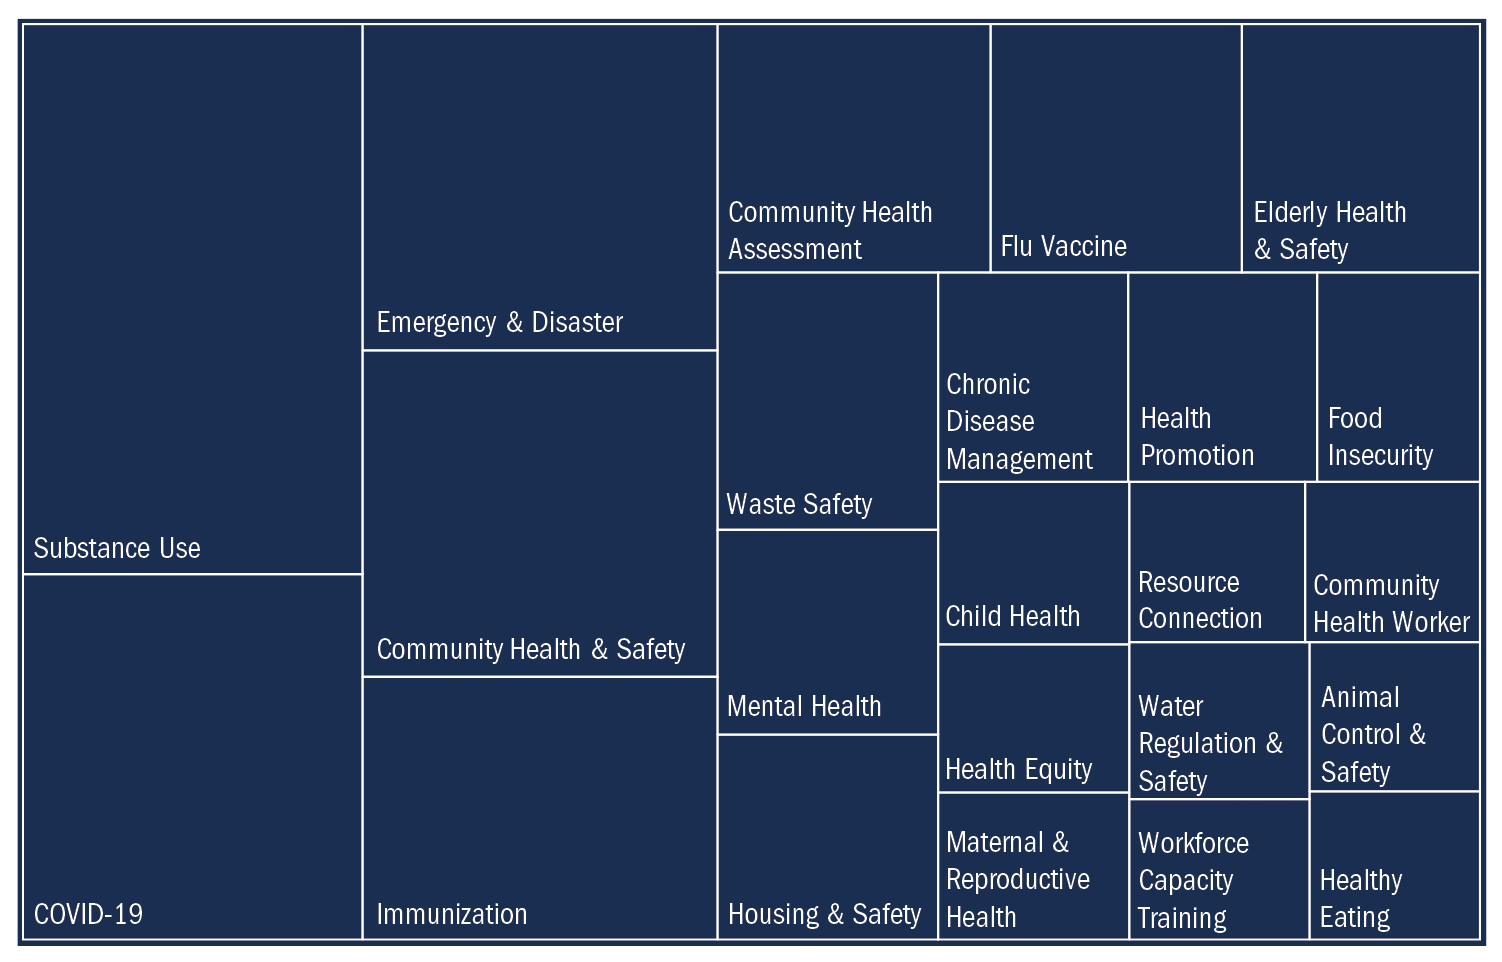 Substance Use
COVID-19
Emergency & Disaster
Community Health & Safety
Immunization
Community Health
Assessment
Flu Vaccine
Elderly Health
& Safety
Waste Safety
Mental Health
Housing & Safety
Chronic
Disease
Management
Health
Promotion
Food
Insecurity
Child Health
Resource
Connection
Community
Health Worker
Health Equity
Water
Regulation &
Safety
Animal
Control &
Safety
Maternal &
Reproductive
Health
Workforce
Capacity
Training
Healthy
Eating